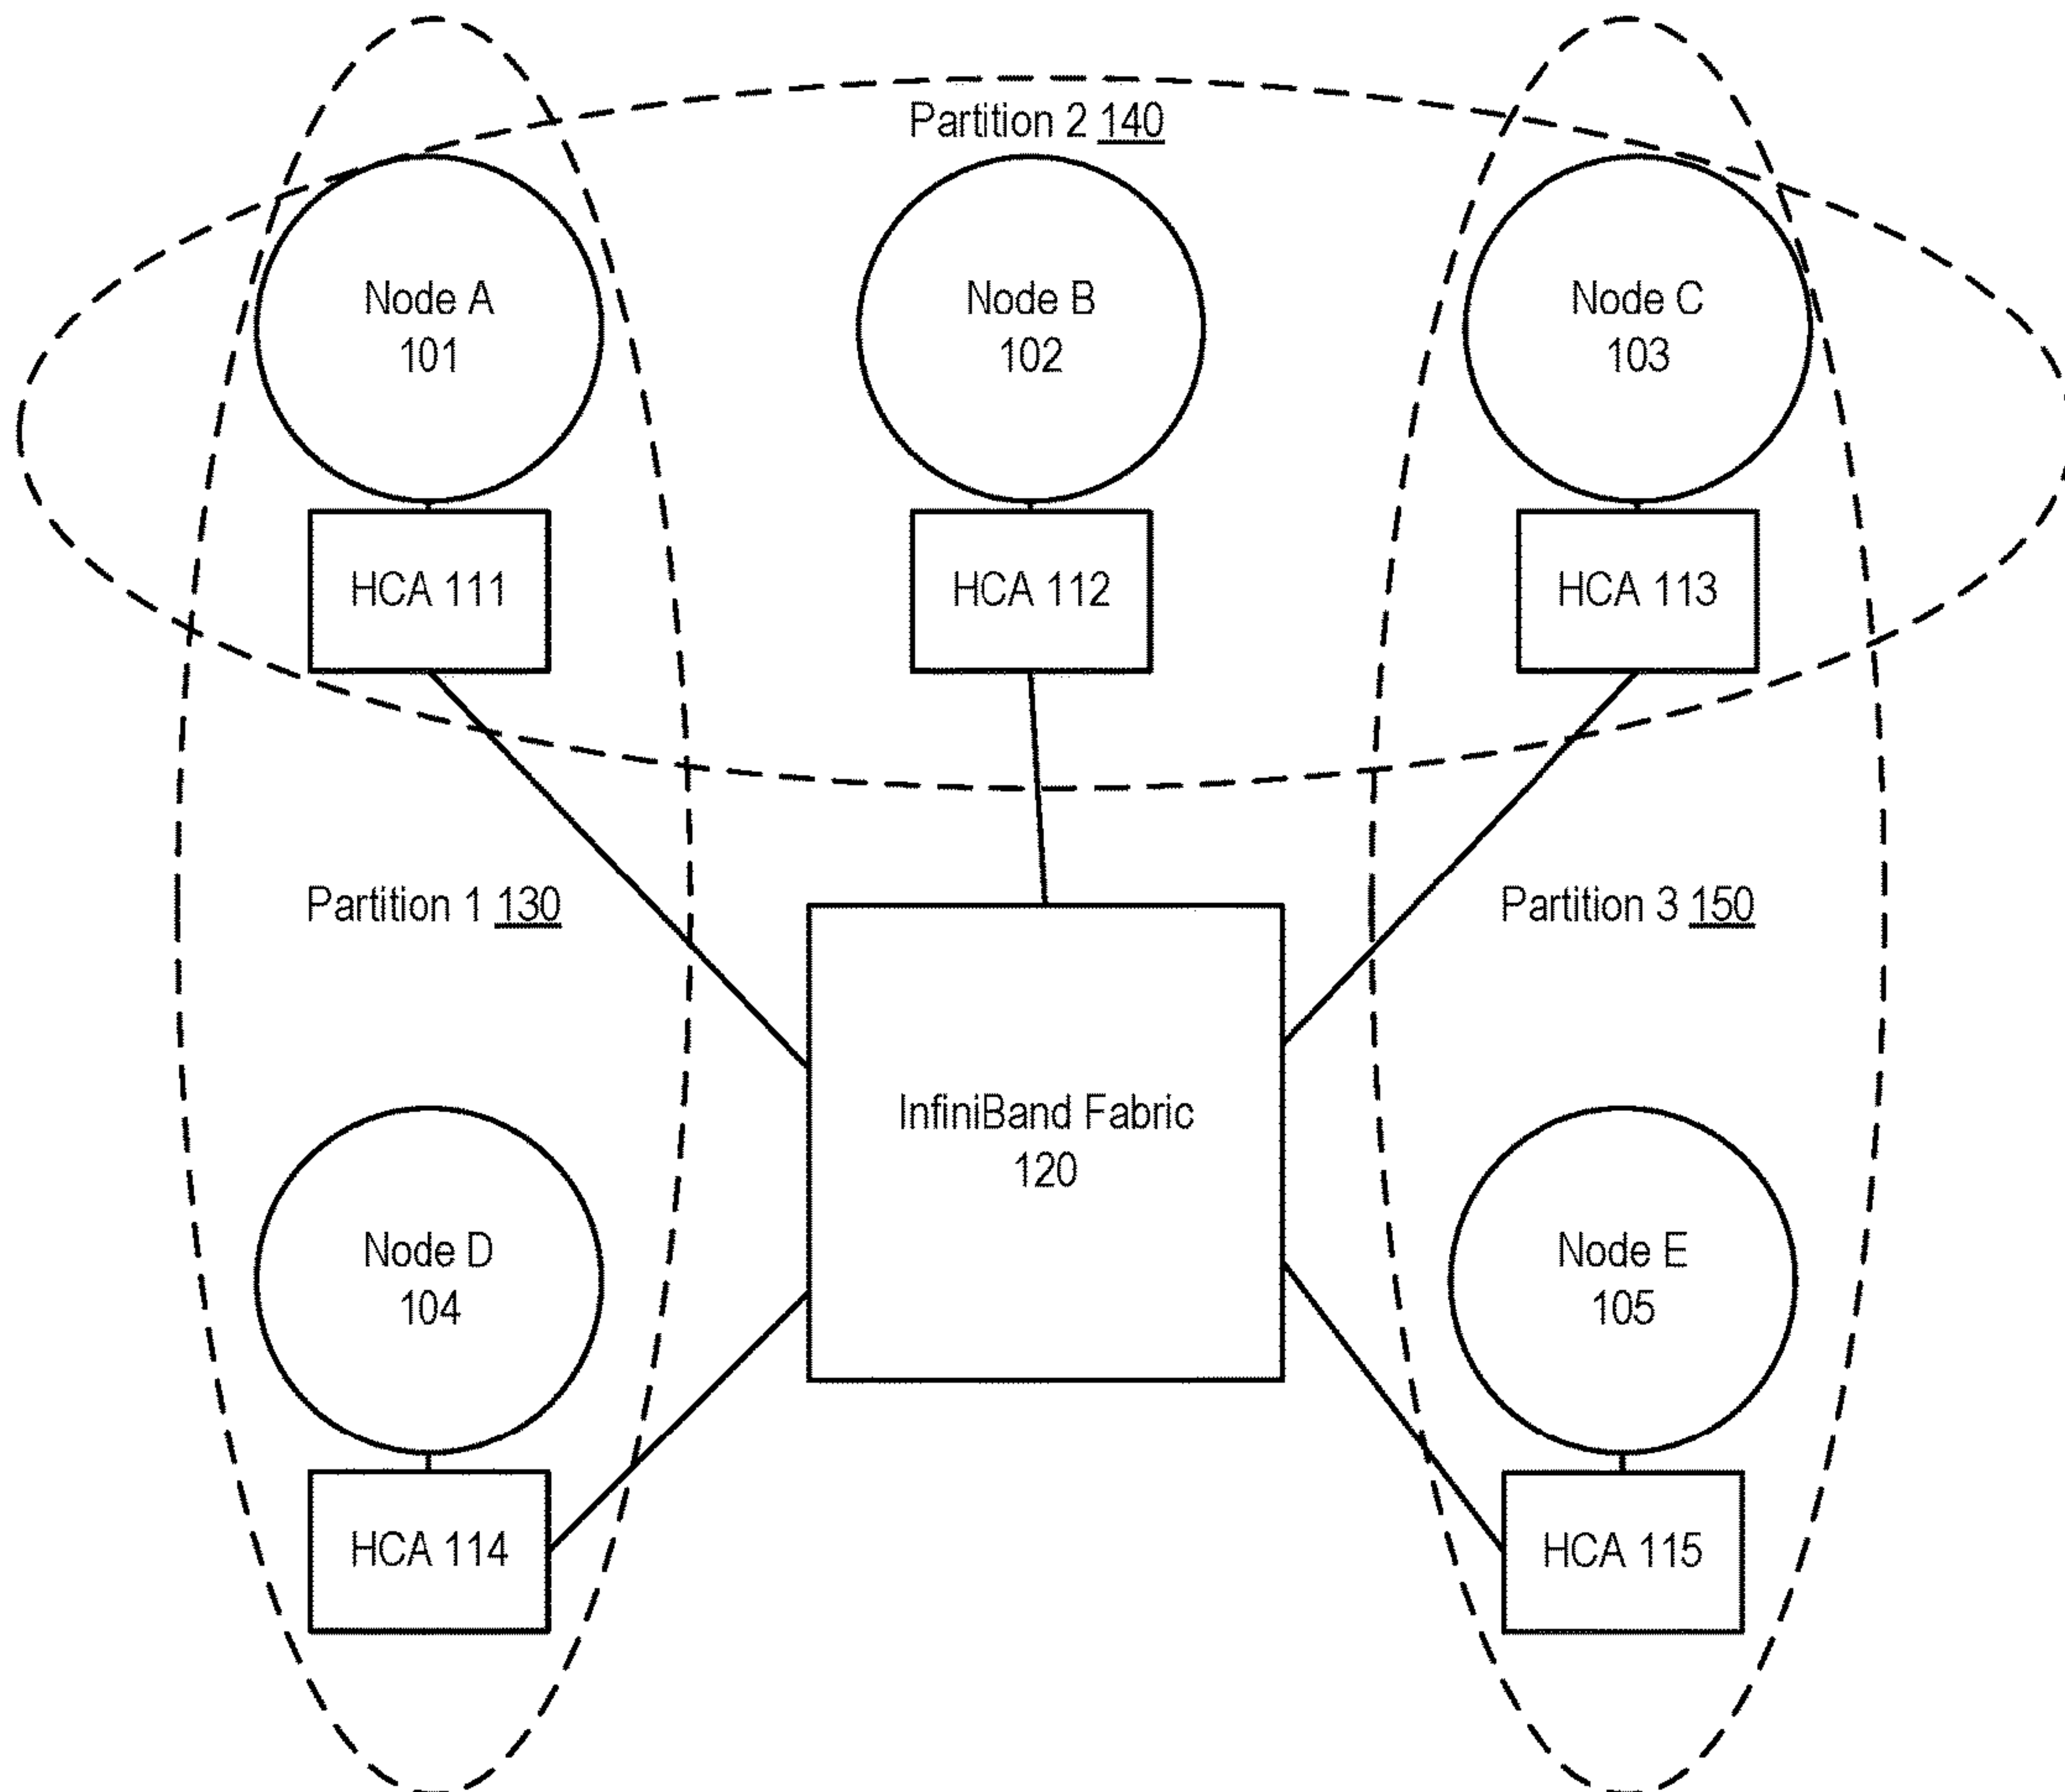 Partition 2 140
Node A
101
Node B
102
Node C
103
HCA 111
HCA 112
HCA 113
Partition 1 130
Partition 3 150
InfiniBand Fabric
120
Node D
104
Node E
105
HCA 114
HCA 115